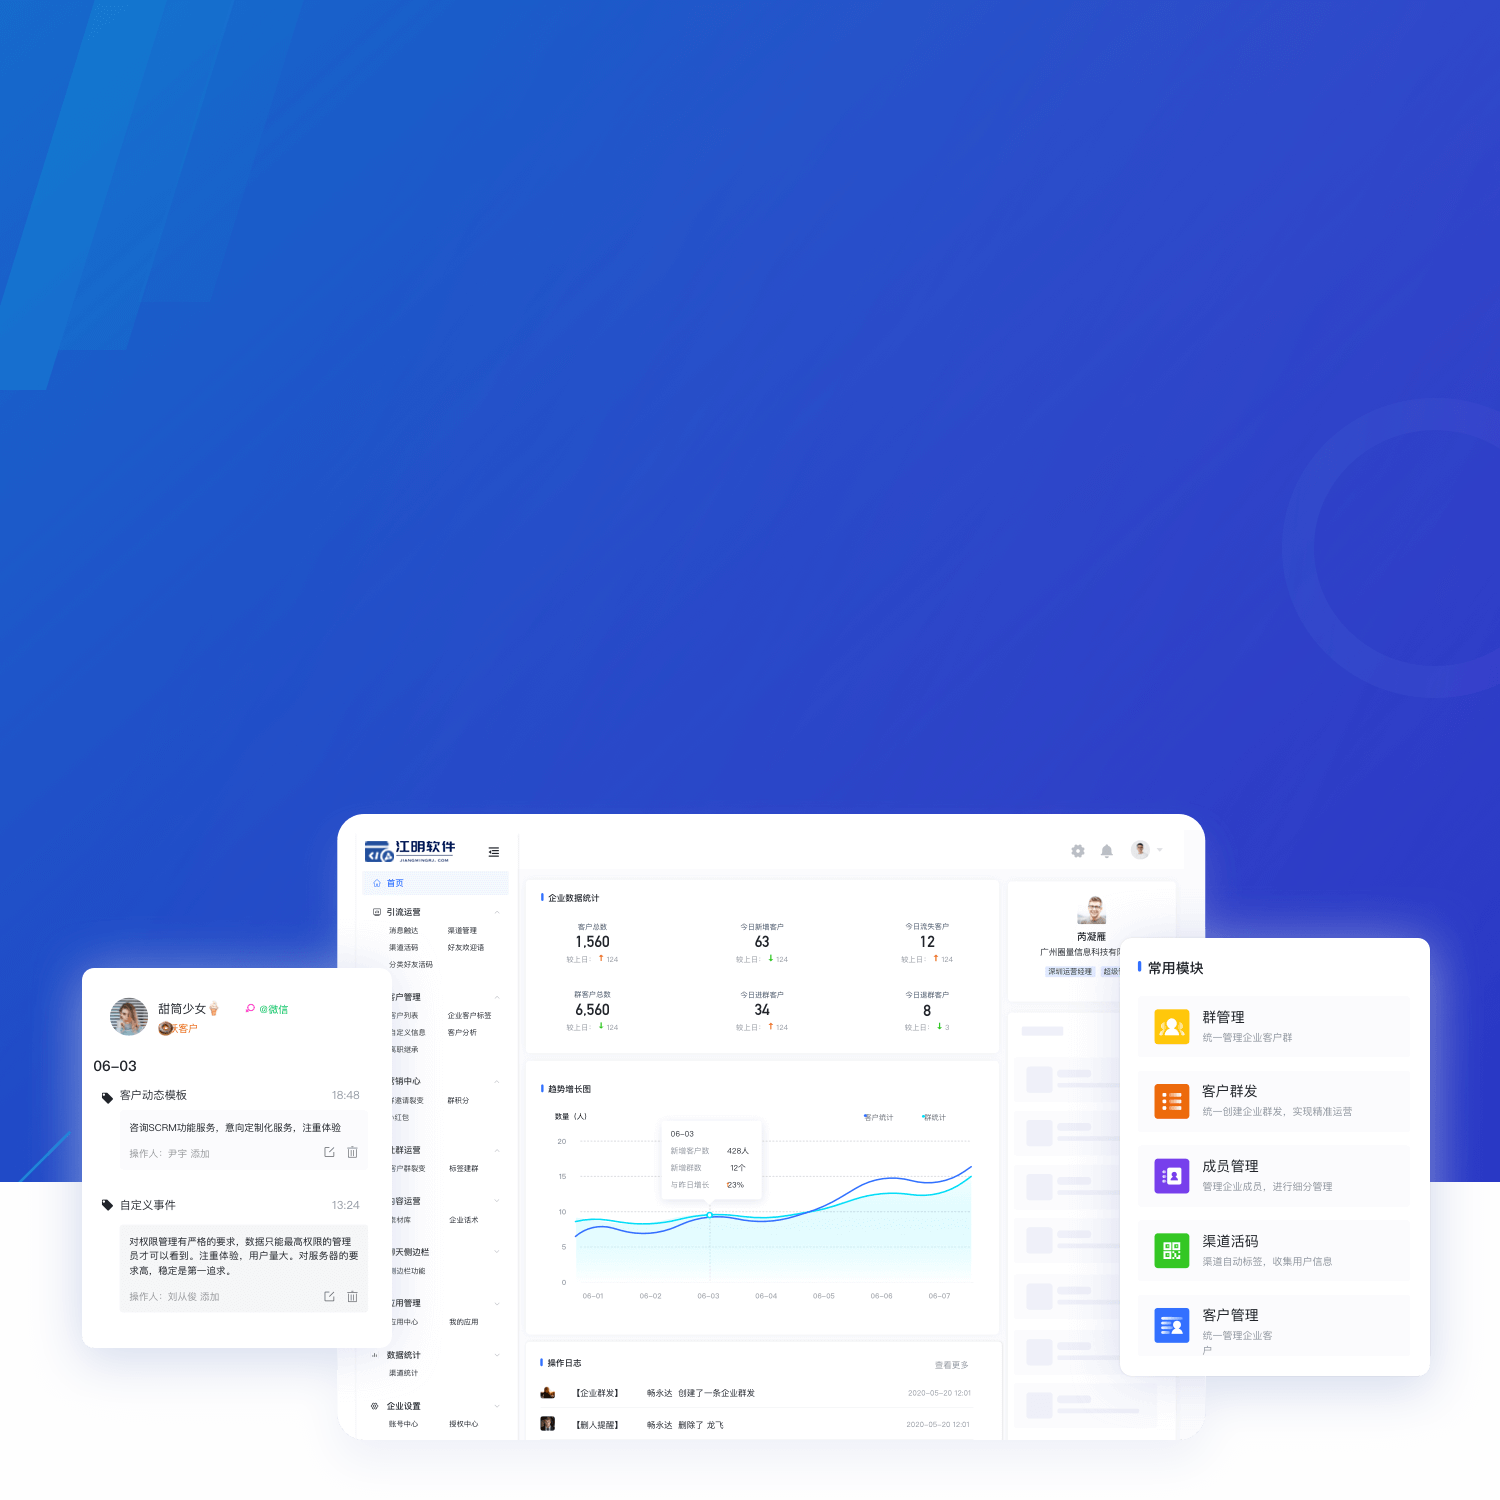 江明软件
JIANGMINGRJ. COM
首页
引流运营
消息触达 渠道管理
渠道活码 好友欢迎语
分类好友活码
客户管理
客户列表 企业客户标签
自定义信息 客户分析
离职继承
营销中心
邀请裂变 群积分
红包
社群运营
客户群裂变 标签建群
内容运营
素材库 企业话术
聊天侧边栏
侧边栏功能
应用管理
应用中心 我的应用
数据统计
渠道统计
企业设置
账号中心 授权中心
企业数据统计
客户总数 今日新增客户 今日流失客户
1,560 63 12
较上日: ↑ 124 较上日: ↓ 124 较上日: ↑ 124
群客户总数 今日进群客户 今日退群客户
6,560 34 8
较上日: ↓ 124 较上日: ↑ 124 较上日: ↓ 3
趋势增长图
数量（人） 客户统计 群统计
20
15
10
5
0
06-01 06-02 06-03 06-04 06-05 06-06 06-07
06-03
新增客户数 428人
新增群数 12个
与昨日增长 23%
操作日志 查看更多
【企业群发】 畅永达 创建了一条企业群发 2020-05-20 12:01
【删人提醒】 畅永达 删除了 龙飞 2020-05-20 12:01
芮凝雁
广州圈量信息科技有
深圳运营经理 超级
甜筒少女 @微信
跃客户
06-03
客户动态模板 18:48
咨询SCRM功能服务，意向定制化服务，注重体验
操作人：尹宇 添加
自定义事件 13:24
对权限管理有严格的要求，数据只能最高权限的管理
员才可以看到。注重体验，用户量大。对服务器的要
求高，稳定是第一追求。
操作人：刘从俊 添加
常用模块
群管理
统一管理企业客户群
客户群发
统一创建企业群发，实现精准运营
成员管理
管理企业成员，进行细分管理
渠道活码
渠道自动标签，收集用户信息
客户管理
统一管理企业客
户